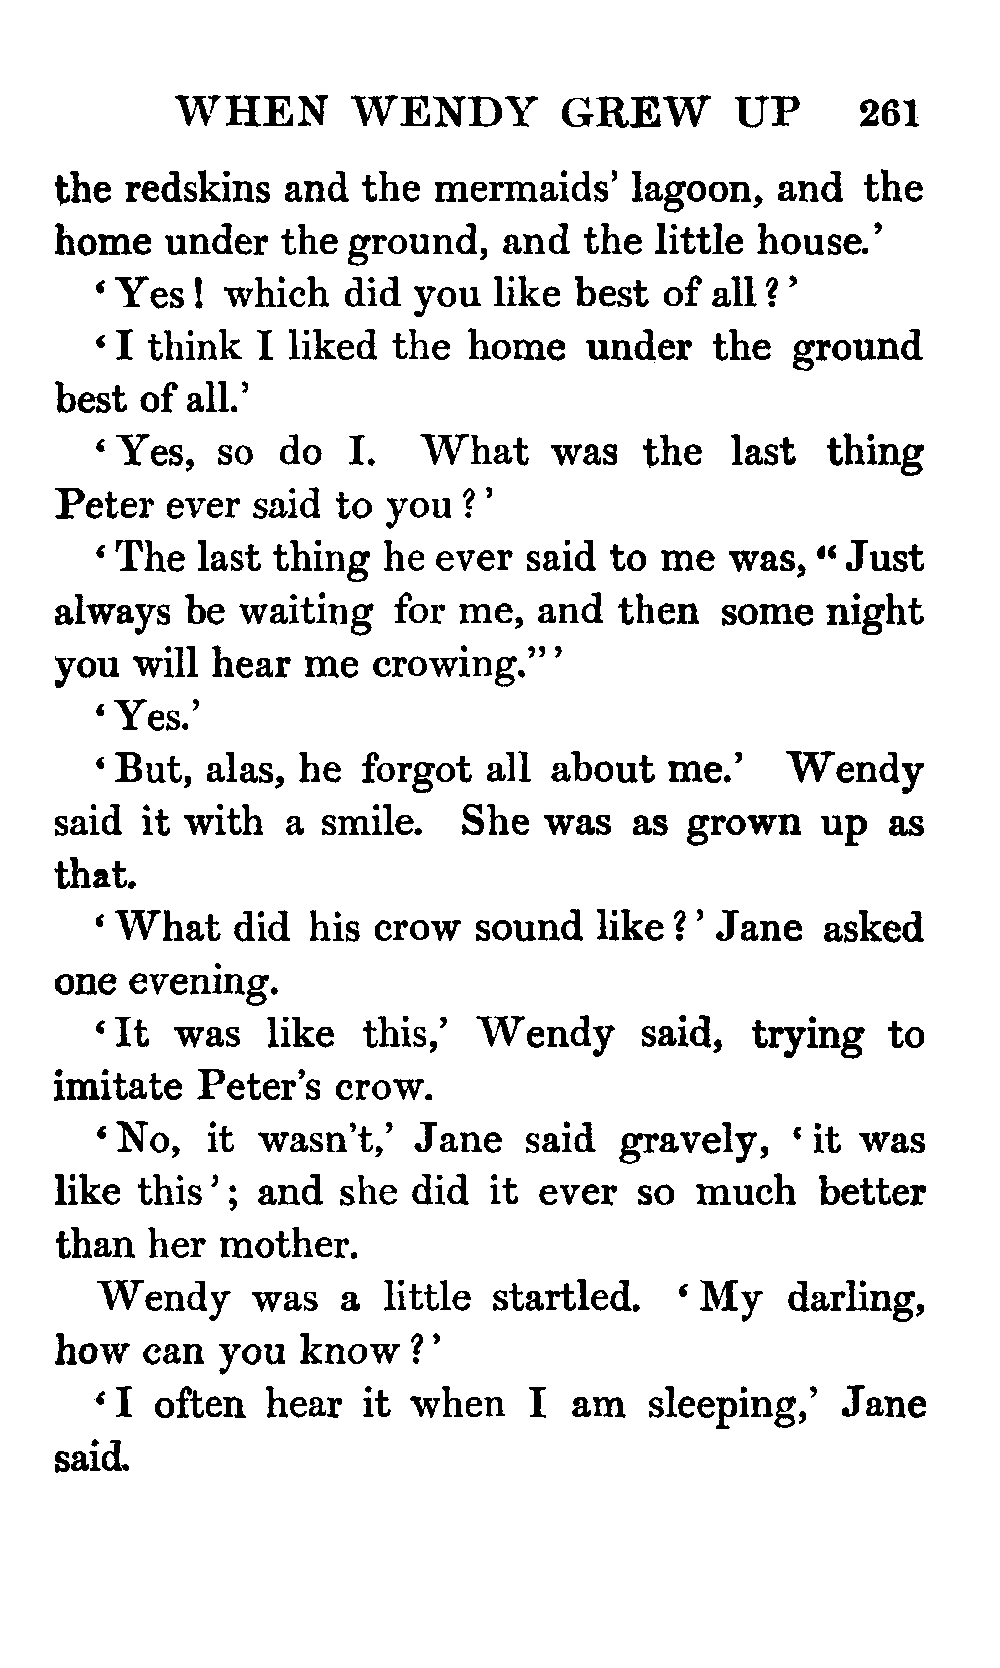 WHEN WENDY GREW UP 261
the redskins and the mermaids' lagoon, and the
home under the ground, and the little house.'
‘Yes! which did you like best of all?’
‘I think I liked the home under the ground
best of all.’
‘Yes, so do I. What was the last thing
Peter ever said to you?’
‘The last thing he ever said to me was, “Just
always be waiting for me, and then some night
you will hear me crowing.”’
‘Yes.’
‘But, alas, he forgot all about me.’ Wendy
said it with a smile. She was as grown up as
that.
‘What did his crow sound like?’ Jane asked
one evening.
‘It was like this,’ Wendy said, trying to
imitate Peter’s crow.
‘No, it wasn’t,’ Jane said gravely, ‘it was
like this’; and she did it ever so much better
than her mother.
Wendy was a little startled. ‘My darling,
how can you know?’
‘I often hear it when I am sleeping,’ Jane
said.